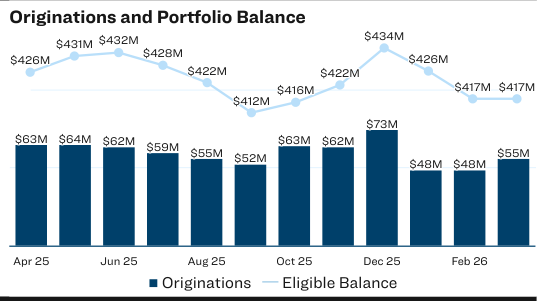 Originations and Portfolio Balance
$426M $431M $432M $428M $422M $412M $416M $422M $434M $426M $417M $417M
$63M $64M $62M $59M $55M $52M $63M $62M $73M $48M $48M $55M
Apr 25 Jun 25 Aug 25 Oct 25 Dec 25 Feb 26
Originations Eligible Balance